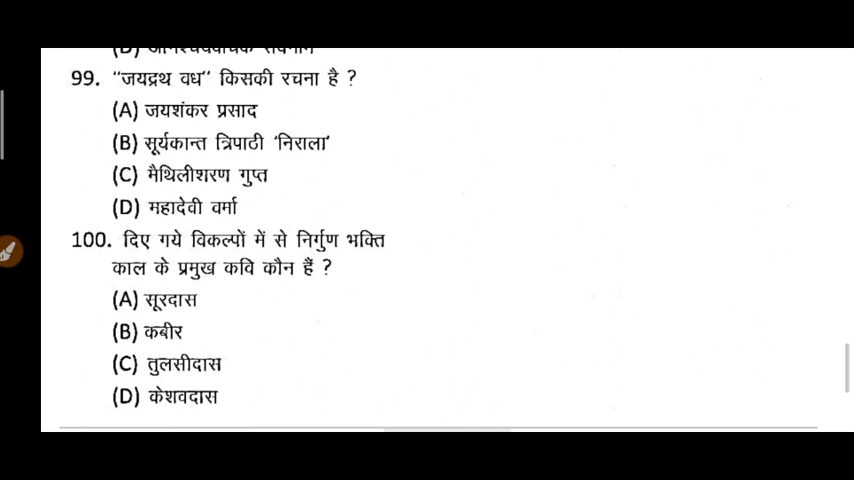 99. "जयद्रथ वध" किसकी रचना है ?
(A) जयशंकर प्रसाद
(B) सूर्यकान्त त्रिपाठी 'निराला'
(C) मैथिलीशरण गुप्त
(D) महादेवी वर्मा
100. दिए गये विकल्पों में से निर्गुण भक्ति
काल के प्रमुख कवि कौन हैं ?
(A) सूरदास
(B) कबीर
(C) तुलसीदास
(D) केशवदास